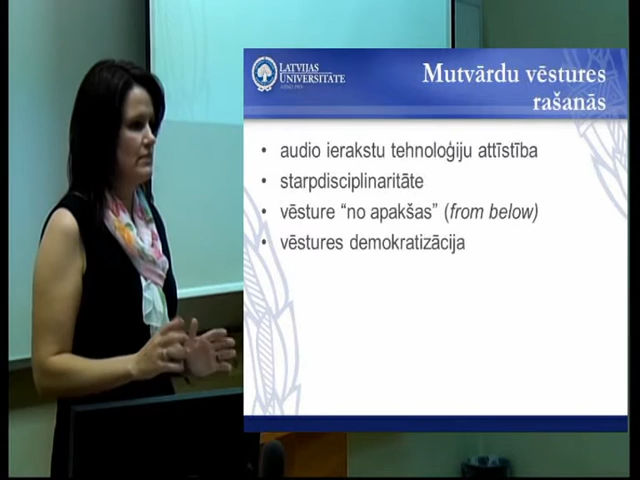 LATVIJAS
UNIVERSITĀTE
Mutvārdu vēstures
rašanās
• audio ierakstu tehnoloģiju attīstība
• starpdisciplinaritāte
• vēsture “no apakšas” (from below)
• vēstures demokratizācija